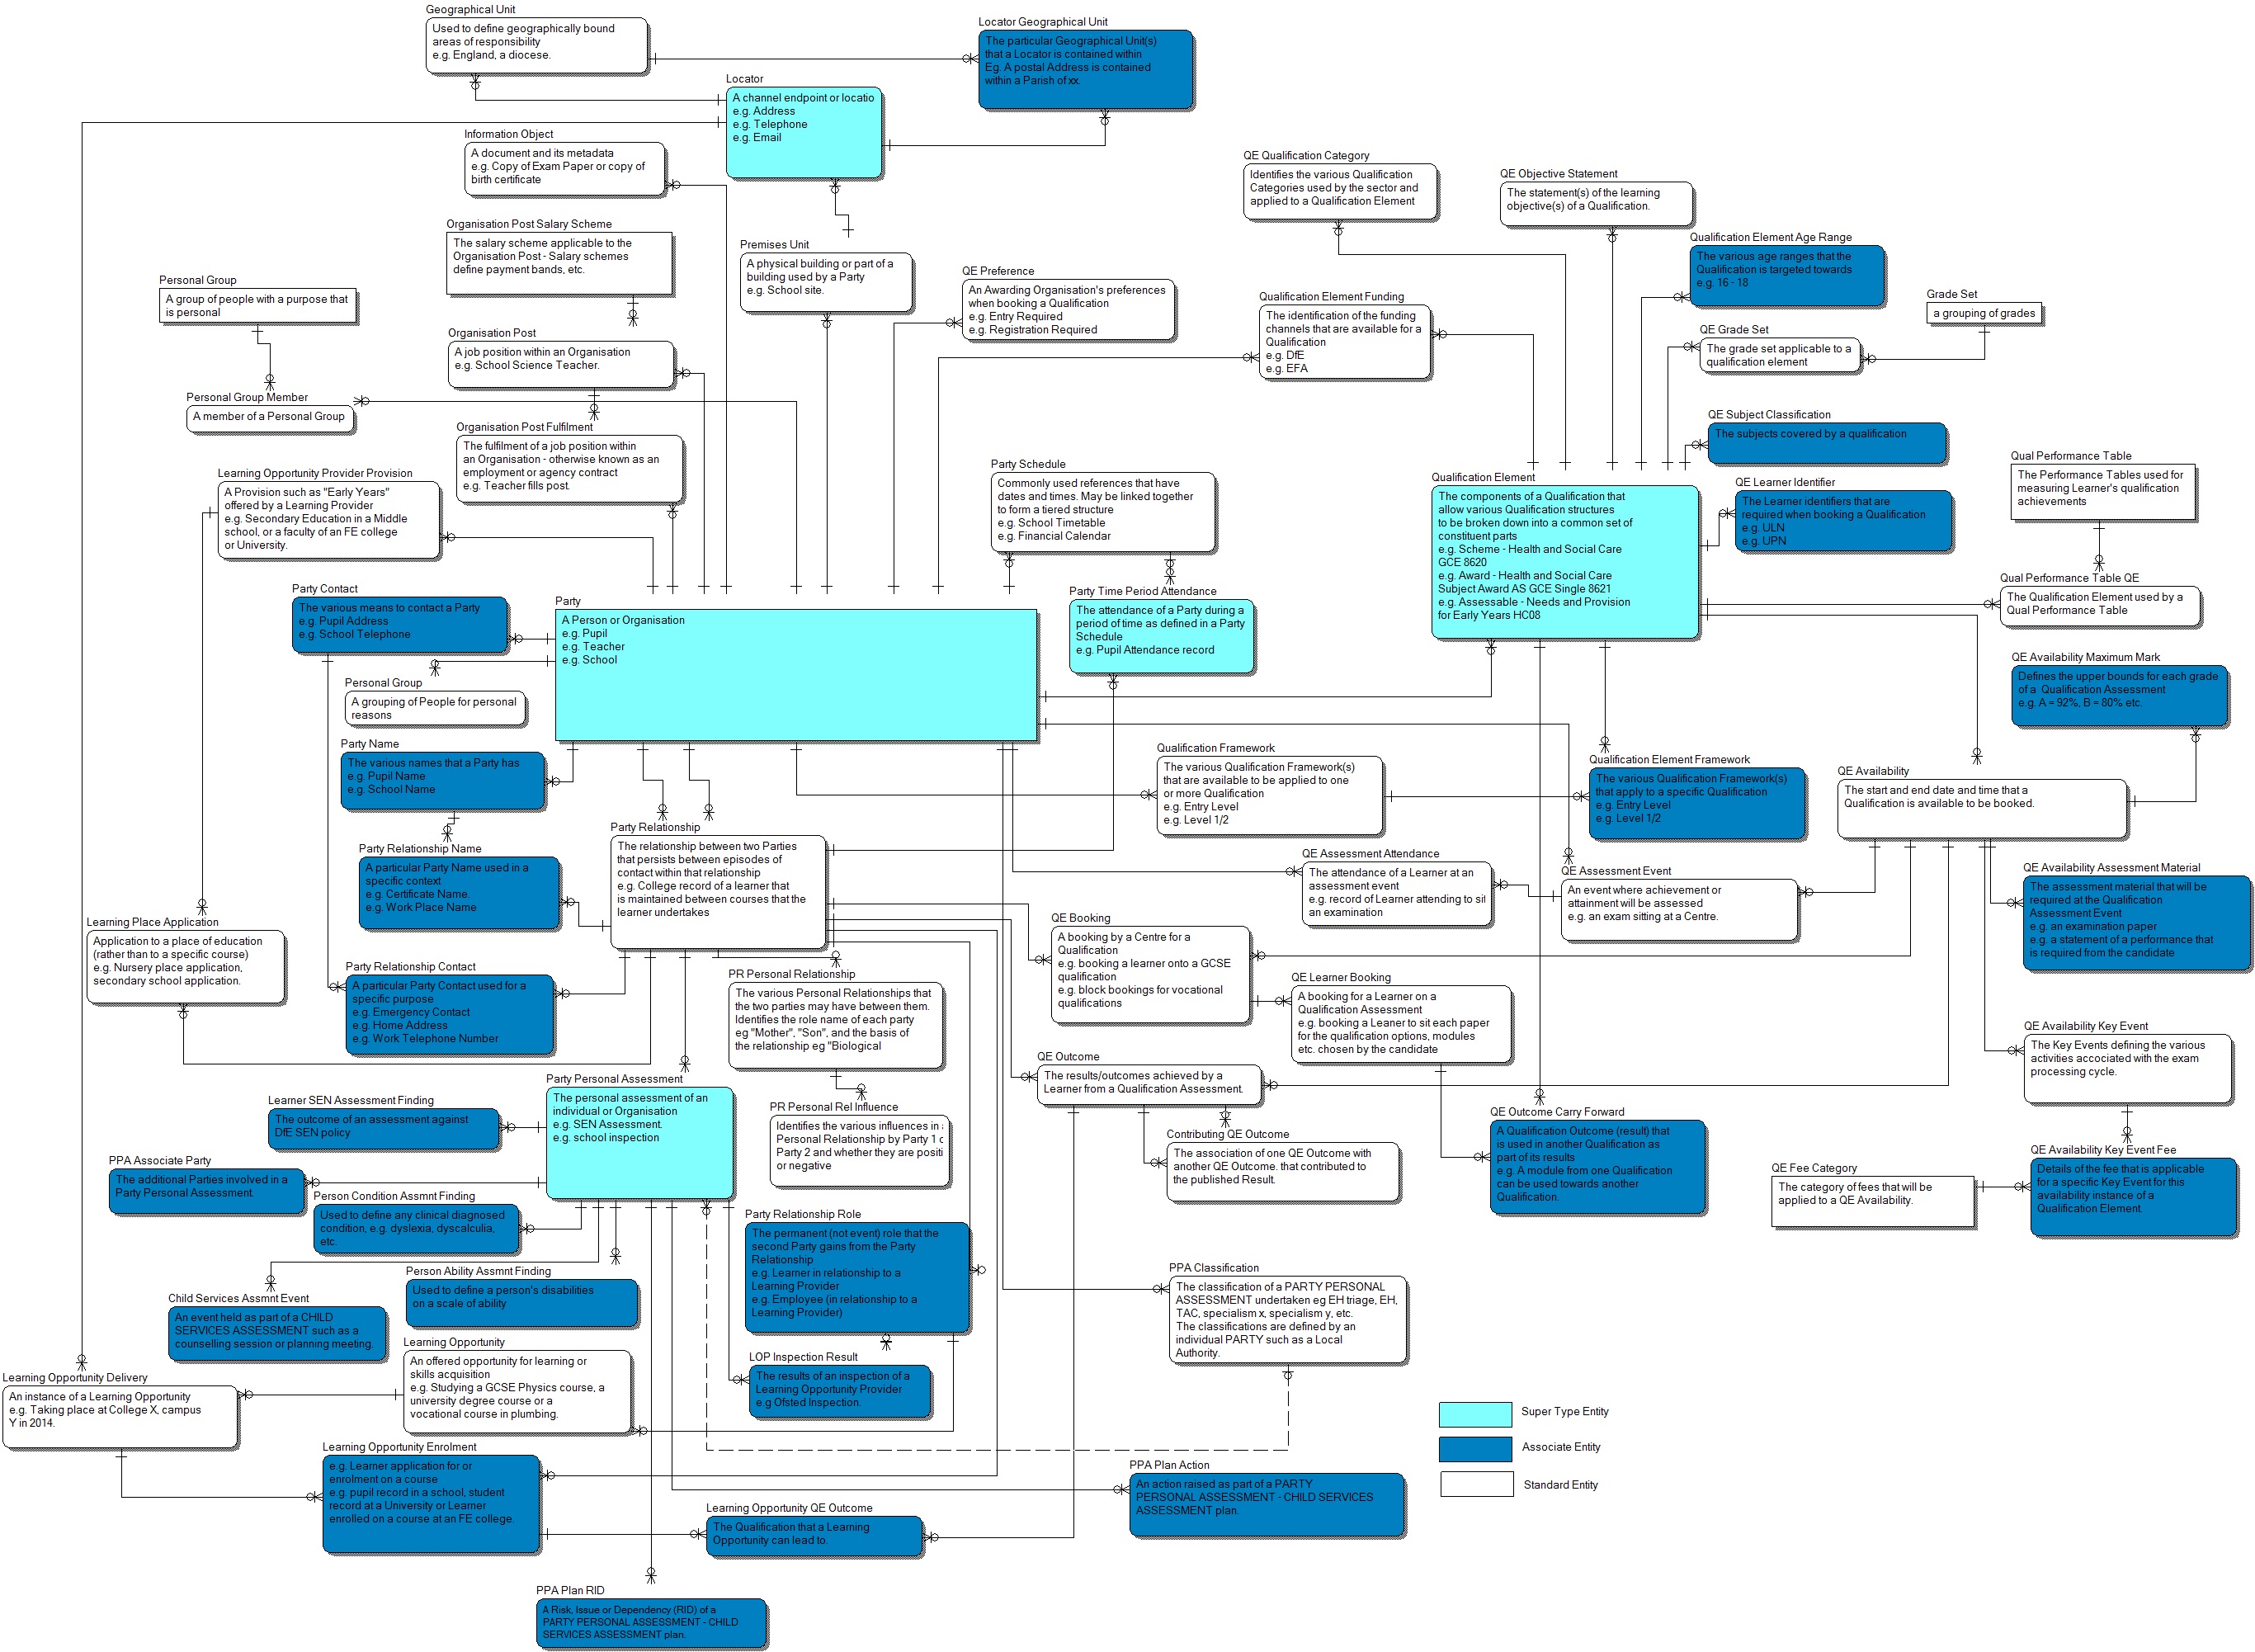 Geographical Unit
Used to define geographically bound
areas of responsibility
e.g. England, a diocese.
Locator Geographical Unit
The particular Geographical Unit(s)
that a Locator is contained within
Eg. A postal Address is contained
within a Parish of xx.
Locator
A channel endpoint or locatio
e.g. Address
e.g. Telephone
e.g. Email
Information Object
A document and its metadata
e.g. Copy of Exam Paper or copy of
birth certificate
QE Qualification Category
Identifies the various Qualification
Categories used by the sector and
applied to a Qualification Element
QE Objective Statement
The statement(s) of the learning
objective(s) of a Qualification.
Organisation Post Salary Scheme
The salary scheme applicable to the
Organisation Post - Salary schemes
define payment bands, etc.
Premises Unit
A physical building or part of a
building used by a Party
e.g. School site.
Qualification Element Age Range
The various age ranges that the
Qualification is targeted towards
e.g. 16 - 18
Personal Group
A group of people with a purpose that
is personal
QE Preference
An Awarding Organisation's preferences
when booking a Qualification
e.g. Entry Required
e.g. Registration Required
Qualification Element Funding
The identification of the funding
channels that are available for a
Qualification
e.g. DfE
e.g. EFA
Grade Set
a grouping of grades
QE Grade Set
The grade set applicable to a
qualification element
Organisation Post
A job position within an Organisation
e.g. School Science Teacher.
Personal Group Member
A member of a Personal Group
QE Subject Classification
The subjects covered by a qualification
Organisation Post Fulfilment
The fulfilment of a job position within
an Organisation - otherwise known as an
employment or agency contract
e.g. Teacher fills post.
Learning Opportunity Provider Provision
A Provision such as "Early Years"
offered by a Learning Provider
e.g. Secondary Education in a Middle
school, or a faculty of an FE college
or University.
Party Schedule
Commonly used references that have
dates and times. May be linked together
to form a tiered structure
e.g. School Timetable
e.g. Financial Calendar
Qualification Element
The components of a Qualification that
allow various Qualification structures
to be broken down into a common set of
constituent parts
e.g. Scheme - Health and Social Care
GCE 8620
e.g. Award - Health and Social Care
Subject Award AS GCE Single 8621
e.g. Assessable - Needs and Provision
for Early Years HC08
QE Learner Identifier
The Learner identifiers that are
required when booking a Qualification
e.g. ULN
e.g. UPN
Qual Performance Table
The Performance Tables used for
measuring Learner's qualification
achievements
Qual Performance Table QE
The Qualification Element used by a
Qual Performance Table
Party Contact
The various means to contact a Party
e.g. Pupil Address
e.g. School Telephone
Party
A Person or Organisation
e.g. Pupil
e.g. Teacher
e.g. School
Party Time Period Attendance
The attendance of a Party during a
period of time as defined in a Party
Schedule
e.g. Pupil Attendance record
Personal Group
A grouping of People for personal
reasons
QE Availability Maximum Mark
Defines the upper bounds for each grade
of a Qualification Assessment
e.g. A = 92%, B = 80% etc.
Party Name
The various names that a Party has
e.g. Pupil Name
e.g. School Name
Qualification Framework
The various Qualification Framework(s)
that are available to be applied to one
or more Qualification
e.g. Entry Level
e.g. Level 1/2
Qualification Element Framework
The various Qualification Framework(s)
that apply to a specific Qualification
e.g. Entry Level
e.g. Level 1/2
QE Availability
The start and end date and time that a
Qualification is available to be booked.
Party Relationship
The relationship between two Parties
that persists between episodes of
contact within that relationship
e.g. College record of a learner that
is maintained between courses that the
learner undertakes
Party Relationship Name
A particular Party Name used in a
specific context
e.g. Certificate Name.
e.g. Work Place Name
QE Assessment Attendance
The attendance of a Learner at an
assessment event
e.g. record of Learner attending to sit
an examination
QE Assessment Event
An event where achievement or
attainment will be assessed
e.g. an exam sitting at a Centre.
QE Availability Assessment Material
The assessment material that will be
required at the Qualification
Assessment Event
e.g. an examination paper
e.g. a statement of a performance that
is required from the candidate
Learning Place Application
Application to a place of education
(rather than to a specific course)
e.g. Nursery place application,
secondary school application.
QE Booking
A booking by a Centre for a
Qualification
e.g. booking a learner onto a GCSE
qualification
e.g. block bookings for vocational
qualifications
Party Relationship Contact
A particular Party Contact used for a
specific purpose
e.g. Emergency Contact
e.g. Home Address
e.g. Work Telephone Number
PR Personal Relationship
The various Personal Relationships that
the two parties may have between them.
Identifies the role name of each party
eg "Mother", "Son", and the basis of
the relationship eg "Biological
QE Learner Booking
A booking for a Learner on a
Qualification Assessment
e.g. booking a Leaner to sit each paper
for the qualification options, modules
etc. chosen by the candidate
QE Availability Key Event
The Key Events defining the various
activities accociated with the exam
processing cycle.
QE Outcome
The results/outcomes achieved by a
Learner from a Qualification Assessment.
Party Personal Assessment
The personal assessment of an
individual or Organisation
e.g. SEN Assessment.
e.g. school inspection
Learner SEN Assessment Finding
The outcome of an assessment against
DfE SEN policy
PR Personal Rel Influence
Identifies the various influences in
Personal Relationship by Party 1
Party 2 and whether they are positi
or negative
QE Outcome Carry Forward
A Qualification Outcome (result) that
is used in another Qualification as
part of its results
e.g. A module from one Qualification
can be used towards another
Qualification.
Contributing QE Outcome
The association of one QE Outcome with
another QE Outcome. that contributed to
the published Result.
QE Availability Key Event Fee
Details of the fee that is applicable
for a specific Key Event for this
availability instance of a
Qualification Element.
QE Fee Category
The category of fees that will be
applied to a QE Availability.
PPA Associate Party
The additional Parties involved in a
Party Personal Assessment.
Person Condition Assmnt Finding
Used to define any clinical diagnosed
condition, e.g. dyslexia, dyscalculia,
etc.
Party Relationship Role
The permanent (not event) role that the
second Party gains from the Party
Relationship
e.g. Learner in relationship to a
Learning Provider
e.g. Employee (in relationship to a
Learning Provider)
Person Ability Assmnt Finding
Used to define a person's disabilities
on a scale of ability
PPA Classification
The classification of a PARTY PERSONAL
ASSESSMENT undertaken eg EH triage, EH,
TAC, specialism x, specialism y, etc.
The classifications are defined by an
individual PARTY such as a Local
Authority.
Child Services Assmnt Event
An event held as part of a CHILD
SERVICES ASSESSMENT such as a
counselling session or planning meeting.
Learning Opportunity
An offered opportunity for learning or
skills acquisition
e.g. Studying a GCSE Physics course, a
university degree course or a
vocational course in plumbing.
LOP Inspection Result
The results of an inspection of a
Learning Opportunity Provider
e.g Ofsted Inspection.
Learning Opportunity Delivery
An instance of a Learning Opportunity
e.g. Taking place at College X, campus
Y in 2014.
Super Type Entity
Associate Entity
Standard Entity
Learning Opportunity Enrolment
e.g. Learner application for or
enrolment on a course
e.g. pupil record in a school, student
record at a University or Learner
enrolled on a course at an FE college.
PPA Plan Action
An action raised as part of a PARTY
PERSONAL ASSESSMENT - CHILD SERVICES
ASSESSMENT plan.
Learning Opportunity QE Outcome
The Qualification that a Learning
Opportunity can lead to.
PPA Plan RID
A Risk, Issue or Dependency (RID) of a
PARTY PERSONAL ASSESSMENT - CHILD
SERVICES ASSESSMENT plan.